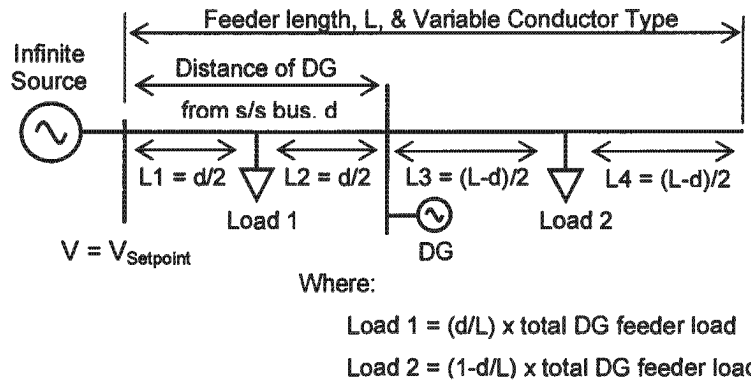 Feeder length, L, & Variable Conductor Type
Infinite
Source
Distance of DG
from s/s bus. d
L1 = d/2
L2 = d/2
L3 = (L-d)/2
L4 = (L-d)/2
Load 1
Load 2
DG
V = VSetpoint
Where:
Load 1 = (d/L) x total DG feeder load
Load 2 = (1-d/L) x total DG feeder load